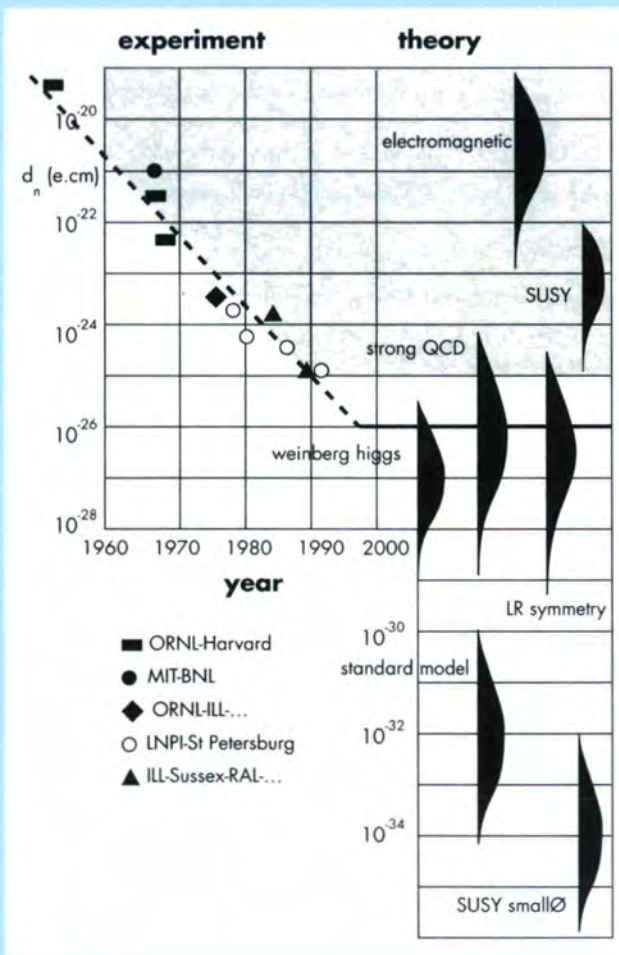 experiment theory
10⁻²⁰
electromagnetic
dₙ (e.cm)
10⁻²²
SUSY
10⁻²⁴
strong QCD
10⁻²⁶
weinberg higgs
10⁻²⁸
1960 1970 1980 1990 2000
year
LR symmetry
ORNL-Harvard
10⁻³⁰
MIT-BNL
standard model
ORNL-ILL-...
10⁻³²
LNPI-St Petersburg
ILL-Sussex-RAL-...
10⁻³⁴
SUSY smallØ